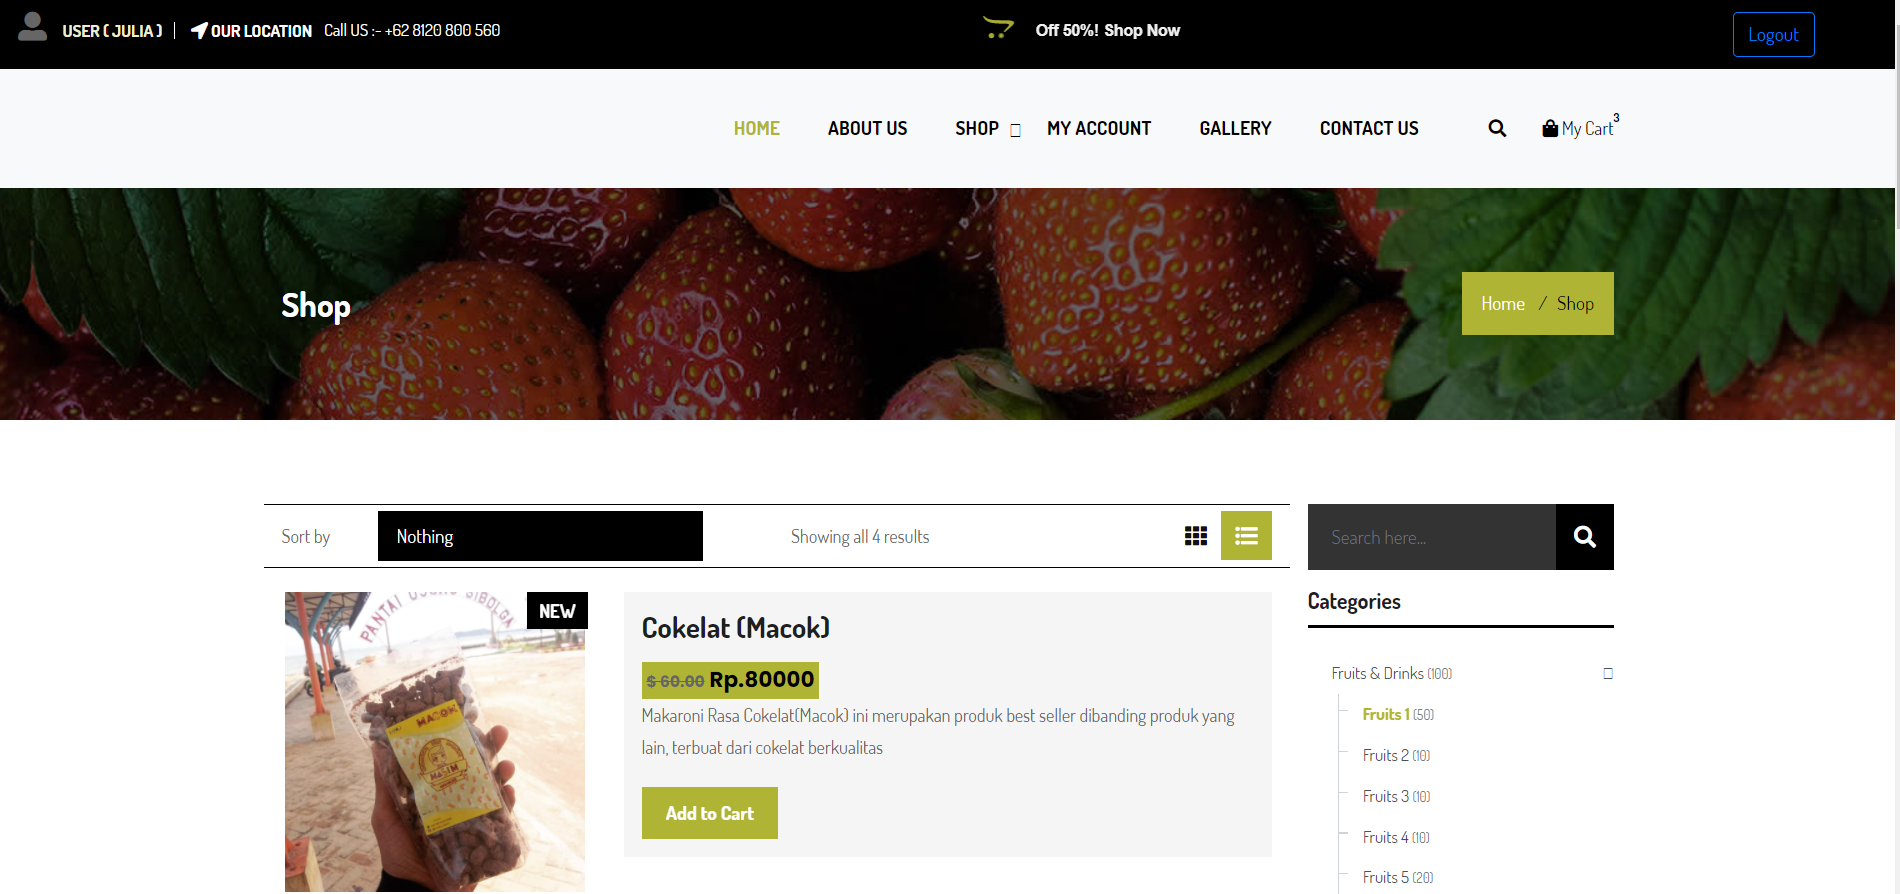 USER ( JULIA )
OUR LOCATION
Call US :- +62 8120 800 560
Off 50%! Shop Now
Logout
HOME
ABOUT US
SHOP
MY ACCOUNT
GALLERY
CONTACT US
My Cart
3
Shop
Home / Shop
Sort by
Nothing
Showing all 4 results
Search here...
Categories
NEW
PANTAI UJUNG SIBOLGA
MACOK
MASIM
Cokelat (Macok)
$ 60.00 Rp.80000
Makaroni Rasa Cokelat(Macok) ini merupakan produk best seller dibanding produk yang
lain, terbuat dari cokelat berkualitas
Add to Cart
Fruits & Drinks (100)
Fruits 1 (50)
Fruits 2 (10)
Fruits 3 (10)
Fruits 4 (10)
Fruits 5 (20)